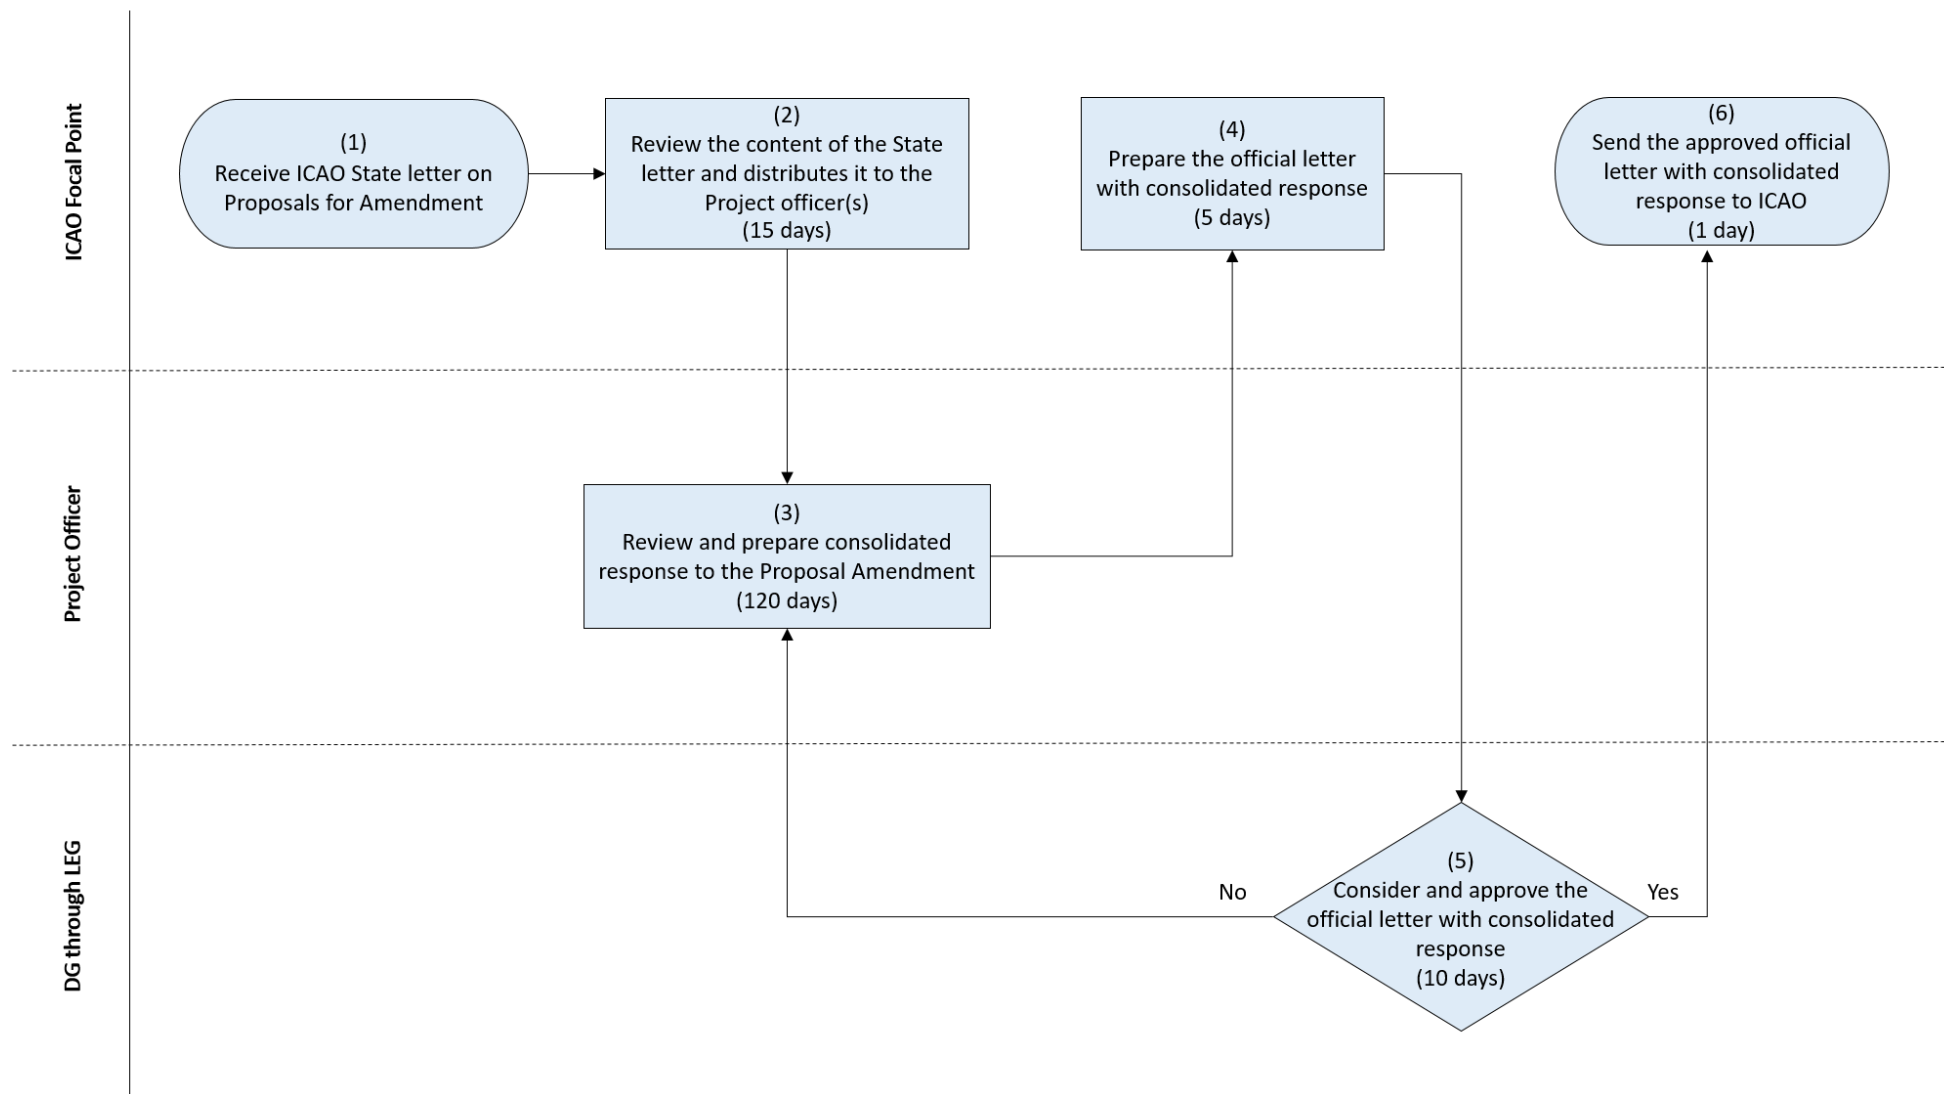 ICAO Focal Point
(1)
Receive ICAO State letter on
Proposals for Amendment
(2)
Review the content of the State
letter and distributes it to the
Project officer(s)
(15 days)
(4)
Prepare the official letter
with consolidated response
(5 days)
(6)
Send the approved official
letter with consolidated
response to ICAO
(1 day)
Project Officer
(3)
Review and prepare consolidated
response to the Proposal Amendment
(120 days)
DG through LEG
No
(5)
Consider and approve the
official letter with consolidated
response
(10 days)
Yes